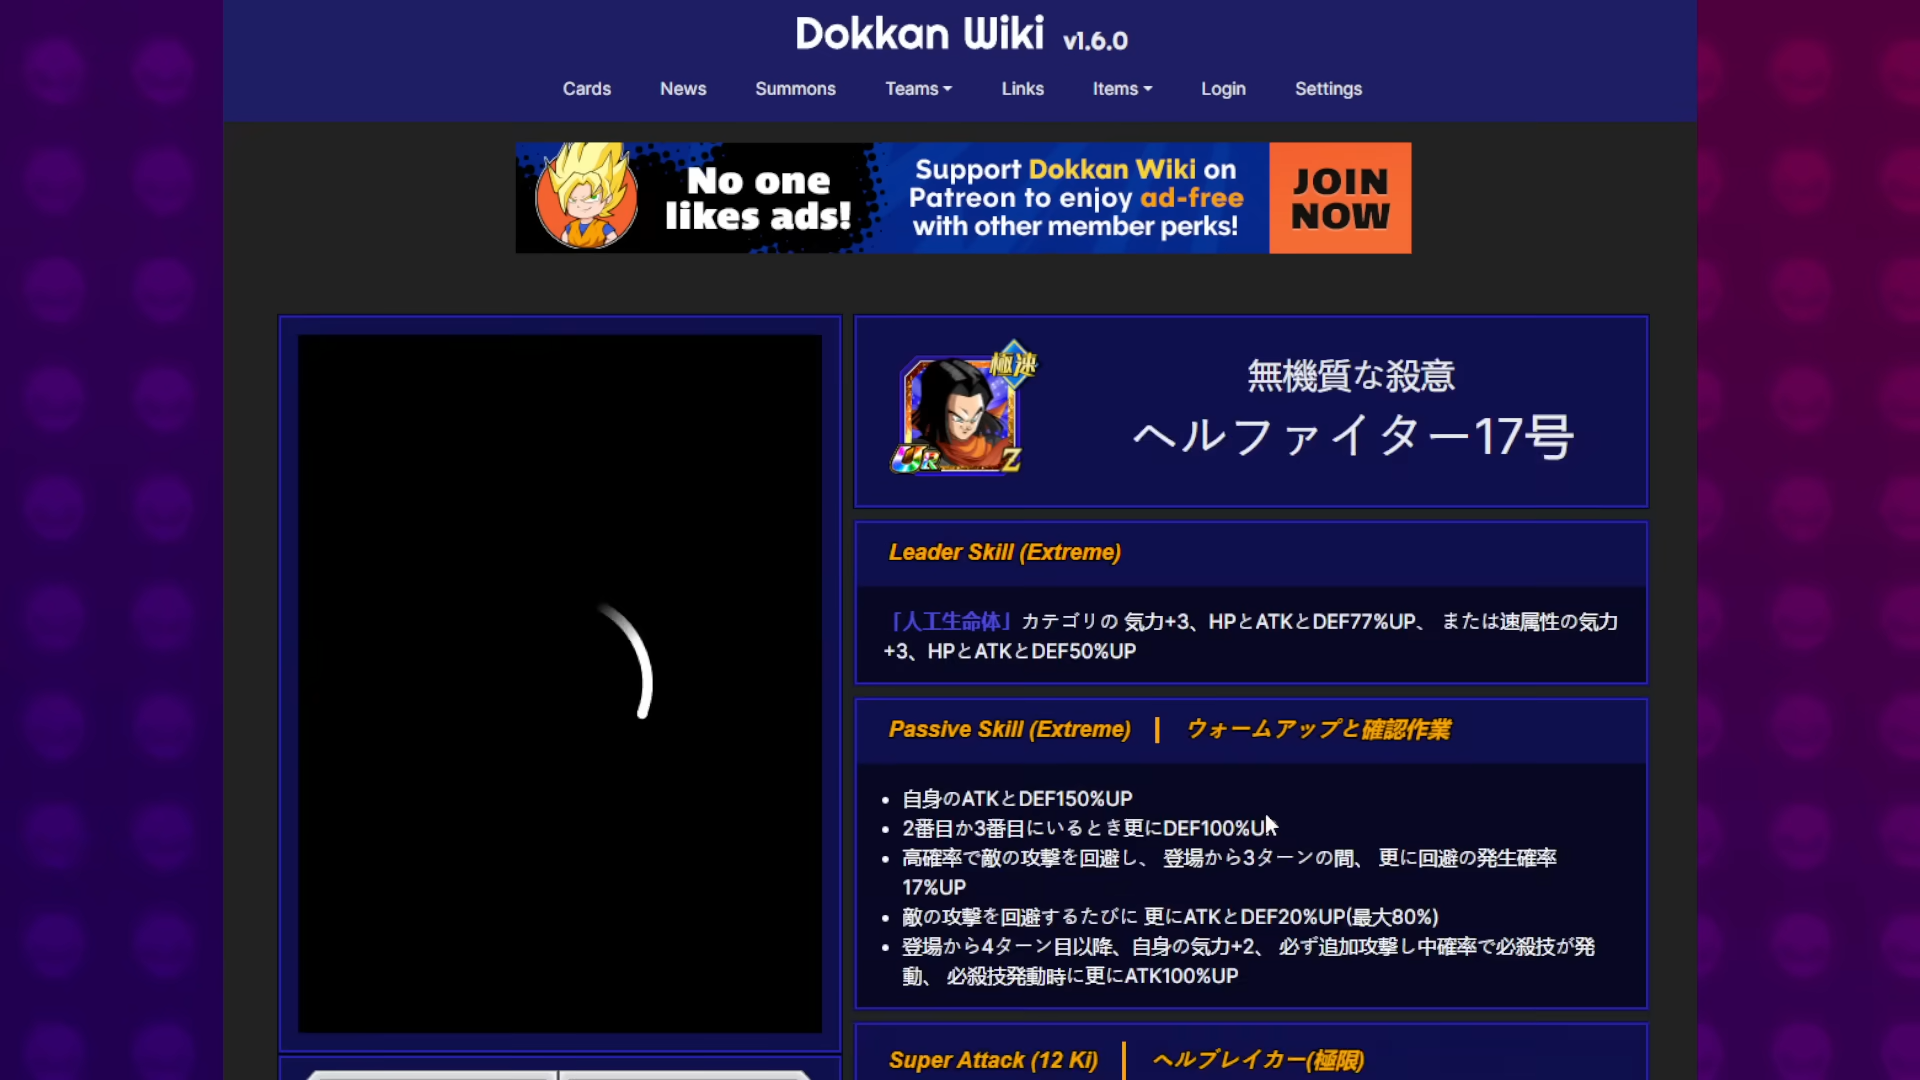 Dokkan Wiki v1.6.0
Cards News Summons Teams Links Items Login Settings
No one
likes ads!
Support Dokkan Wiki on
Patreon to enjoy ad-free
with other member perks!
JOIN
NOW
極速
UR Z
無機質な殺意
ヘルファイター17号
Leader Skill (Extreme)
「人工生命体」カテゴリの 気力+3、HPとATKとDEF77%UP、 または速属性の気力
+3、HPとATKとDEF50%UP
Passive Skill (Extreme) | ウォームアップと確認作業
• 自身のATKとDEF150%UP
• 2番目か3番目にいるとき更にDEF100%UP
• 高確率で敵の攻撃を回避し、 登場から3ターンの間、 更に回避の発生確率
17%UP
• 敵の攻撃を回避するたびに 更にATKとDEF20%UP(最大80%)
• 登場から4ターン目以降、自身の気力+2、 必ず追加攻撃し中確率で必殺技が発
動、 必殺技発動時に更にATK100%UP
Super Attack (12 Ki) | ヘルブレイカー(極限)